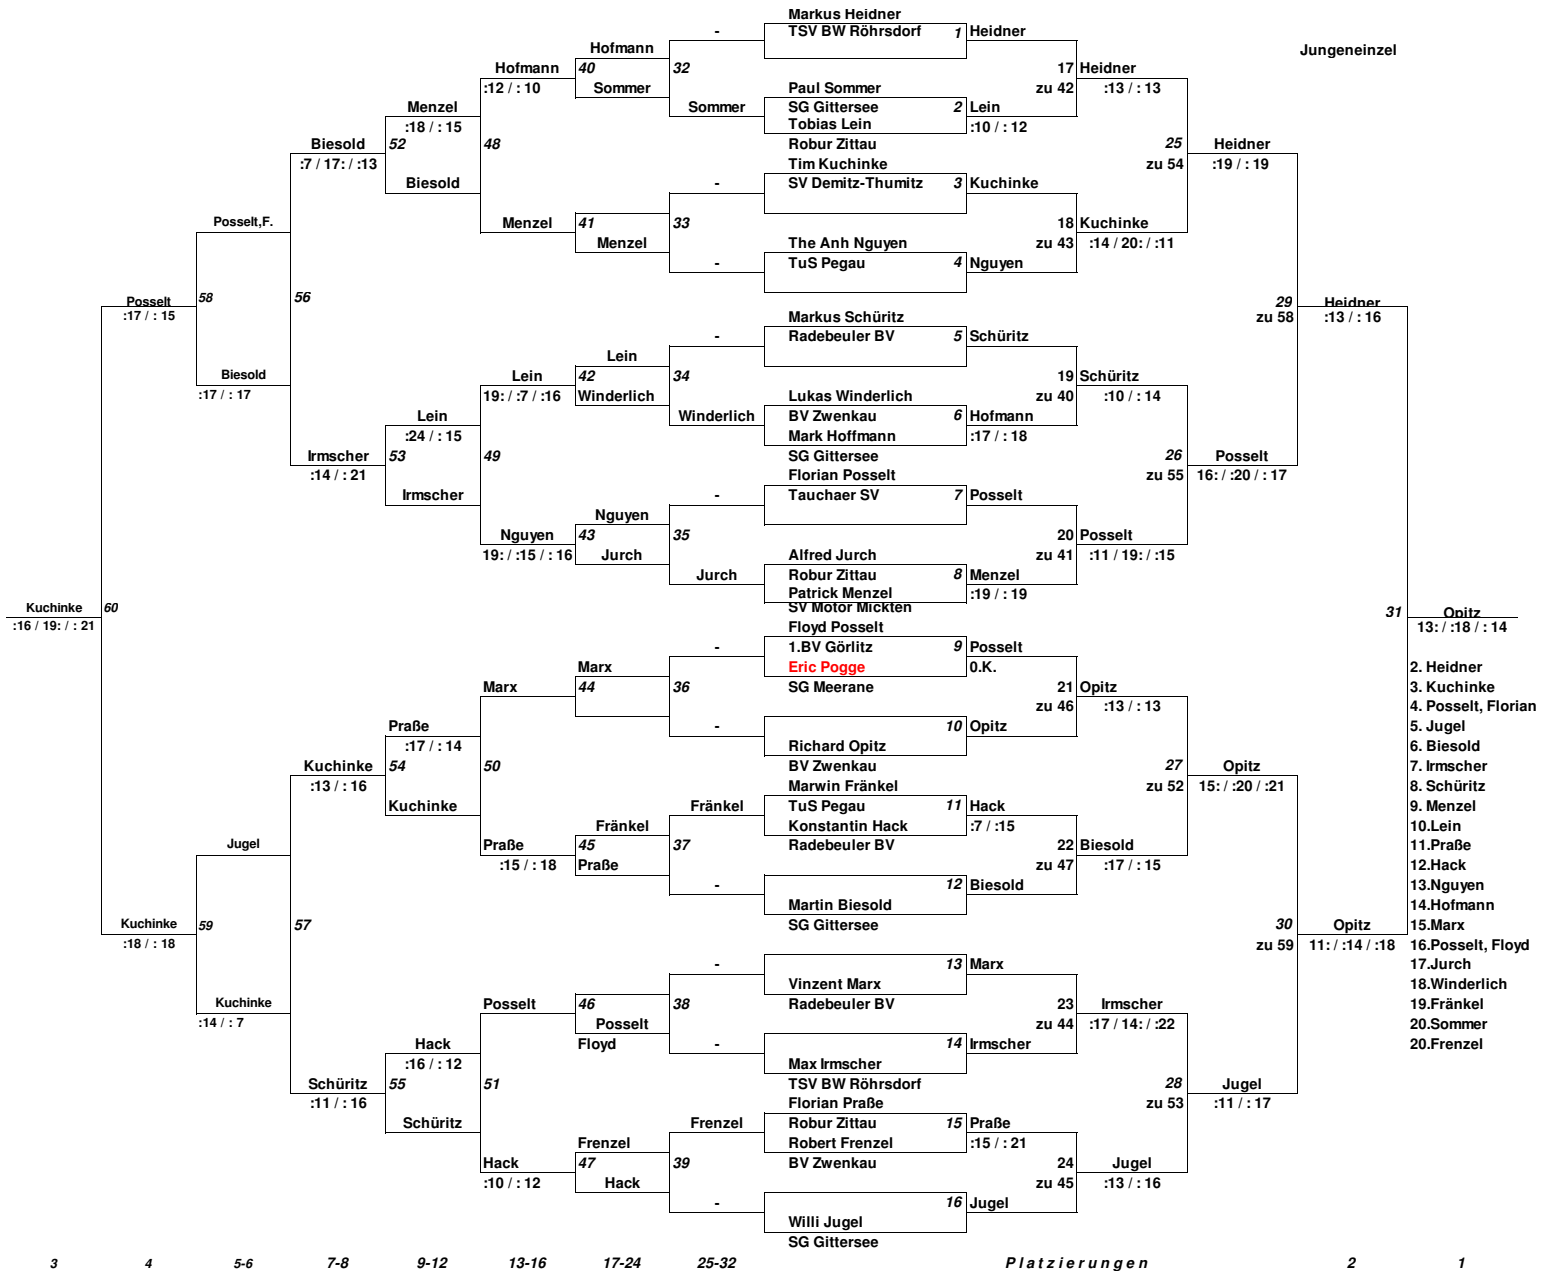 Markus Heidner
- TSV BW Röhrsdorf 1 Heidner
Hofmann Jungeneinzel
Hofmann 40 32 17 Heidner
:12 / : 10 Sommer Paul Sommer zu 42 :13 / : 13
Menzel Sommer SG Gittersee 2 Lein
:18 / : 15 Tobias Lein :10 / : 12
Biesold 52 48 Robur Zittau 25 Heidner
:7 / 17: / :13 Tim Kuchinke zu 54 :19 / : 19
Biesold - SV Demitz-Thumitz 3 Kuchinke
Posselt,F. Menzel 41 33 18 Kuchinke
Menzel The Anh Nguyen zu 43 :14 / 20: / :11
- TuS Pegau 4 Nguyen
Posselt 58 56 29 Heidner
:17 / : 15 Markus Schüritz zu 58 :13 / : 16
- Radebeuler BV 5 Schüritz
Lein
Biesold Lein 42 34 19 Schüritz
:17 / : 17 19: / :7 / :16 Winderlich Lukas Winderlich zu 40 :10 / : 14
Lein Winderlich BV Zwenkau 6 Hofmann
:24 / : 15 Mark Hoffmann :17 / : 18
Irmscher 53 49 SG Gittersee 26 Posselt
:14 / : 21 Florian Posselt zu 55 16: / :20 / : 17
Irmscher - Tauchaer SV 7 Posselt
Nguyen
Nguyen 43 35 20 Posselt
19: / :15 / : 16 Jurch Alfred Jurch zu 41 :11 / 19: / :15
Jurch Robur Zittau 8 Menzel
Patrick Menzel :19 / : 19
Kuchinke 60 SV Motor Mickten 31 Opitz
:16 / 19: / : 21 Floyd Posselt 13: / :18 / : 14
- 1.BV Görlitz 9 Posselt
Marx Eric Pogge 0.K. 2. Heidner
Marx 44 36 SG Meerane 21 Opitz 3. Kuchinke
zu 46 :13 / : 13 4. Posselt, Florian
Praße - 10 Opitz 5. Jugel
:17 / : 14 Richard Opitz 6. Biesold
Kuchinke 54 50 BV Zwenkau 27 Opitz 7. Irmscher
:13 / : 16 Marwin Fränkel zu 52 15: / :20 / :21 8. Schüritz
Kuchinke Fränkel TuS Pegau 11 Hack 9. Menzel
Fränkel Konstantin Hack :7 / :15 10.Lein
Jugel Praße 45 37 Radebeuler BV 22 Biesold 11.Praße
:15 / : 18 Praße zu 47 :17 / : 15 12.Hack
- 12 Biesold 13.Nguyen
Martin Biesold 14.Hofmann
Kuchinke 59 57 SG Gittersee 30 Opitz 15.Marx
:18 / : 18 zu 59 11: / :14 / :18 16.Posselt, Floyd
- 13 Marx 17.Jurch
Vinzent Marx 18.Winderlich
Kuchinke Posselt 46 38 Radebeuler BV 23 Irmscher 19.Fränkel
:14 / : 7 Posselt zu 44 :17 / 14: / :22 20.Sommer
Hack Floyd - 14 Irmscher 20.Frenzel
:16 / : 12 Max Irmscher
Schüritz 55 51 TSV BW Röhrsdorf 28 Jugel
:11 / : 16 Florian Praße zu 53 :11 / : 17
Schüritz Frenzel Robur Zittau 15 Praße
Frenzel Robert Frenzel :15 / : 21
Hack 47 39 BV Zwenkau 24 Jugel
:10 / : 12 Hack zu 45 :13 / : 16
- 16 Jugel
Willi Jugel
SG Gittersee
3 4 5-6 7-8 9-12 13-16 17-24 25-32 Platzierungen 2 1